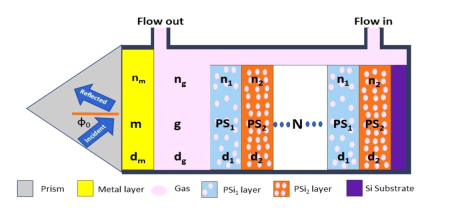 Flow out Flow in
nm ng n1 n2 n1 n2
Reflected
ϕ0
Incident
m g PS1 PS2 N PS1 PS2
dm dg d1 d2 d1 d2
Prism Metal layer Gas PSi1 layer PSi2 layer Si Substrate